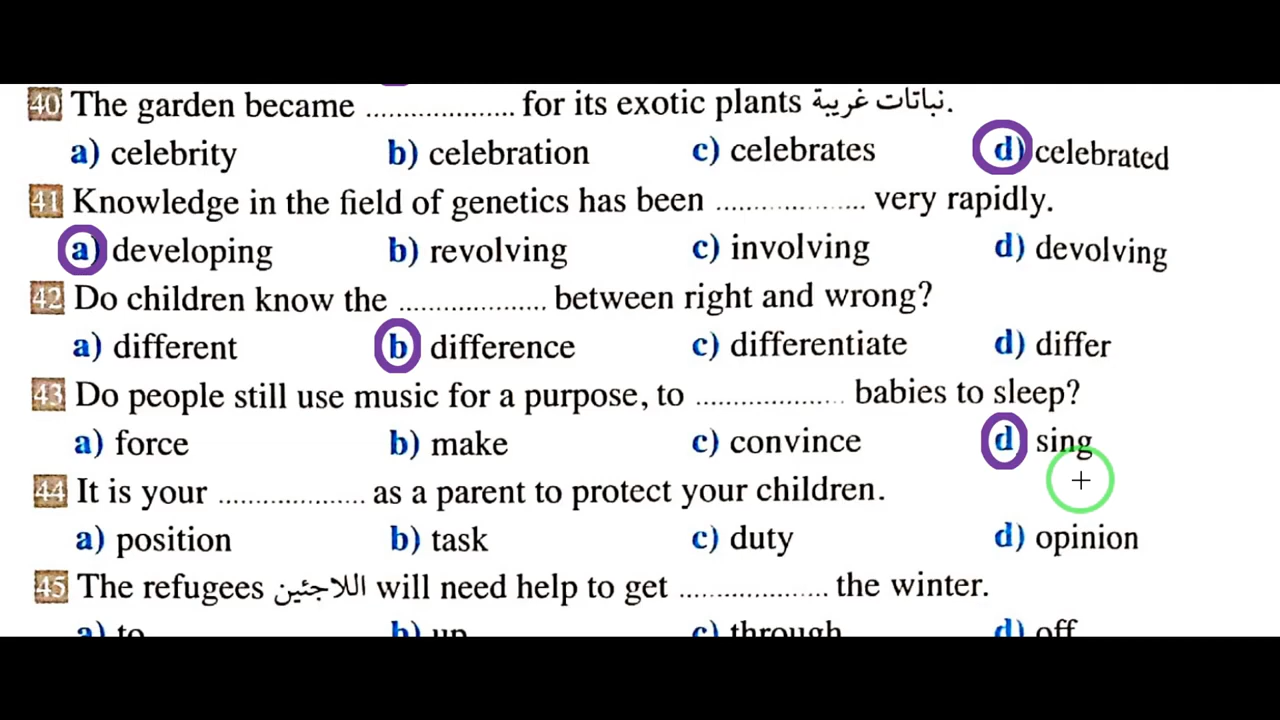 40 The garden became .................... for its exotic plants نباتات غريبة.
a) celebrity b) celebration c) celebrates d) celebrated
41 Knowledge in the field of genetics has been .................... very rapidly.
a) developing b) revolving c) involving d) devolving
42 Do children know the .................... between right and wrong?
a) different b) difference c) differentiate d) differ
43 Do people still use music for a purpose, to .................... babies to sleep?
a) force b) make c) convince d) sing
44 It is your .................... as a parent to protect your children.
a) position b) task c) duty d) opinion
45 The refugees اللاجئين will need help to get .................... the winter.
a) to b) up c) through d) off